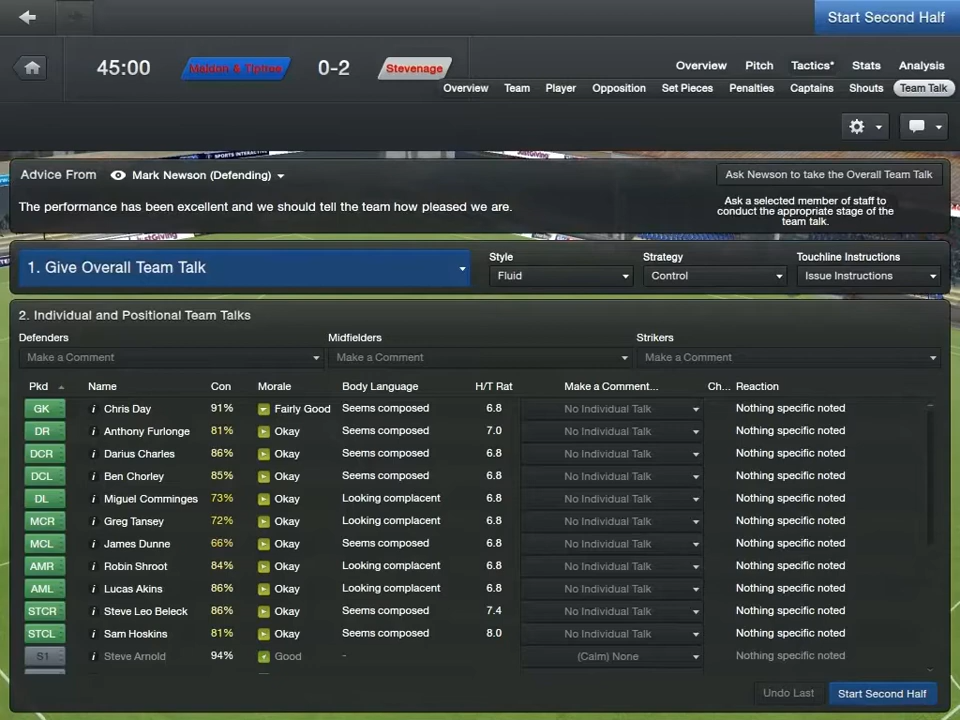 Start Second Half
45:00
Maldon & Tiptree
0-2
Stevenage
Overview
Pitch
Tactics*
Stats
Analysis
Overview
Team
Player
Opposition
Set Pieces
Penalties
Captains
Shouts
Team Talk
SPORTS INTERACTIVE
JustGiving
Advice From
Mark Newson (Defending)
Ask Newson to take the Overall Team Talk
The performance has been excellent and we should tell the team how pleased we are.
Ask a selected member of staff to
conduct the appropriate stage of the
team talk.
1. Give Overall Team Talk
Style
Fluid
Strategy
Control
Touchline Instructions
Issue Instructions
2. Individual and Positional Team Talks
Defenders
Midfielders
Strikers
Make a Comment
Make a Comment
Make a Comment
Pkd Name Con Morale Body Language H/T Rat Make a Comment... Ch... Reaction
GK i Chris Day 91% Fairly Good Seems composed 6.8 No Individual Talk Nothing specific noted
DR i Anthony Furlonge 81% Okay Seems composed 7.0 No Individual Talk Nothing specific noted
DCR i Darius Charles 86% Okay Seems composed 6.8 No Individual Talk Nothing specific noted
DCL i Ben Chorley 85% Okay Seems composed 6.8 No Individual Talk Nothing specific noted
DL i Miguel Comminges 73% Okay Looking complacent 6.8 No Individual Talk Nothing specific noted
MCR i Greg Tansey 72% Okay Looking complacent 6.8 No Individual Talk Nothing specific noted
MCL i James Dunne 66% Okay Seems composed 6.8 No Individual Talk Nothing specific noted
AMR i Robin Shroot 84% Okay Looking complacent 6.8 No Individual Talk Nothing specific noted
AML i Lucas Akins 86% Okay Looking complacent 6.8 No Individual Talk Nothing specific noted
STCR i Steve Leo Beleck 86% Okay Seems composed 7.4 No Individual Talk Nothing specific noted
STCL i Sam Hoskins 81% Okay Seems composed 8.0 No Individual Talk Nothing specific noted
S1 i Steve Arnold 94% Good - (Calm) None Nothing specific noted
Undo Last
Start Second Half